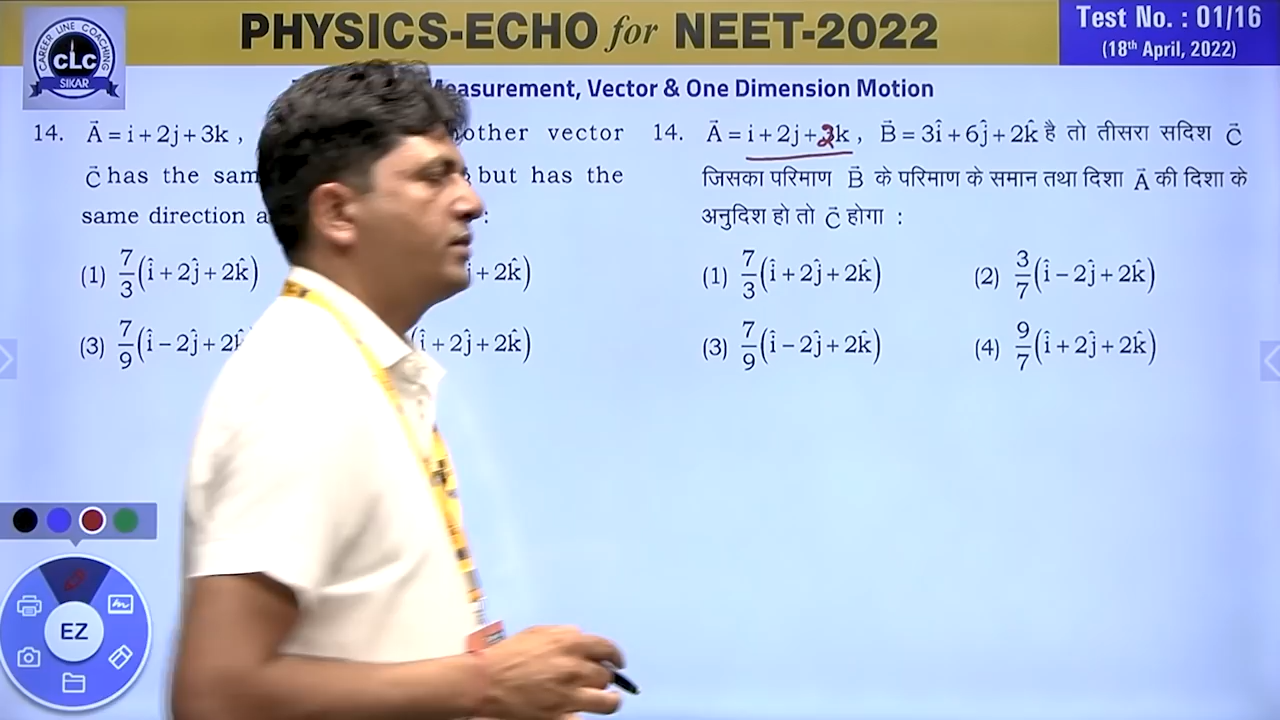 CAREER LINE COACHING
CLC
SIKAR
PHYSICS-ECHO for NEET-2022
Test No. : 01/16
(18th April, 2022)
Measurement, Vector & One Dimension Motion
14. A⃗ = i + 2j + 3k , another vector
C⃗ has the but has the
same direction :
(1) 7/3 (î + 2ĵ + 2k̂) + 2k̂)
(3) 7/9 (î − 2ĵ + 2k̂ (î + 2ĵ + 2k̂)
14. A⃗ = i + 2j + 2k , B⃗ = 3î + 6ĵ + 2k̂ है तो तीसरा सदिश C⃗
जिसका परिमाण B⃗ के परिमाण के समान तथा दिशा A⃗ की दिशा के
अनुदिश हो तो C⃗ होगा :
(1) 7/3 (î + 2ĵ + 2k̂) (2) 3/7 (î − 2ĵ + 2k̂)
(3) 7/9 (î − 2ĵ + 2k̂) (4) 9/7 (î + 2ĵ + 2k̂)
EZ